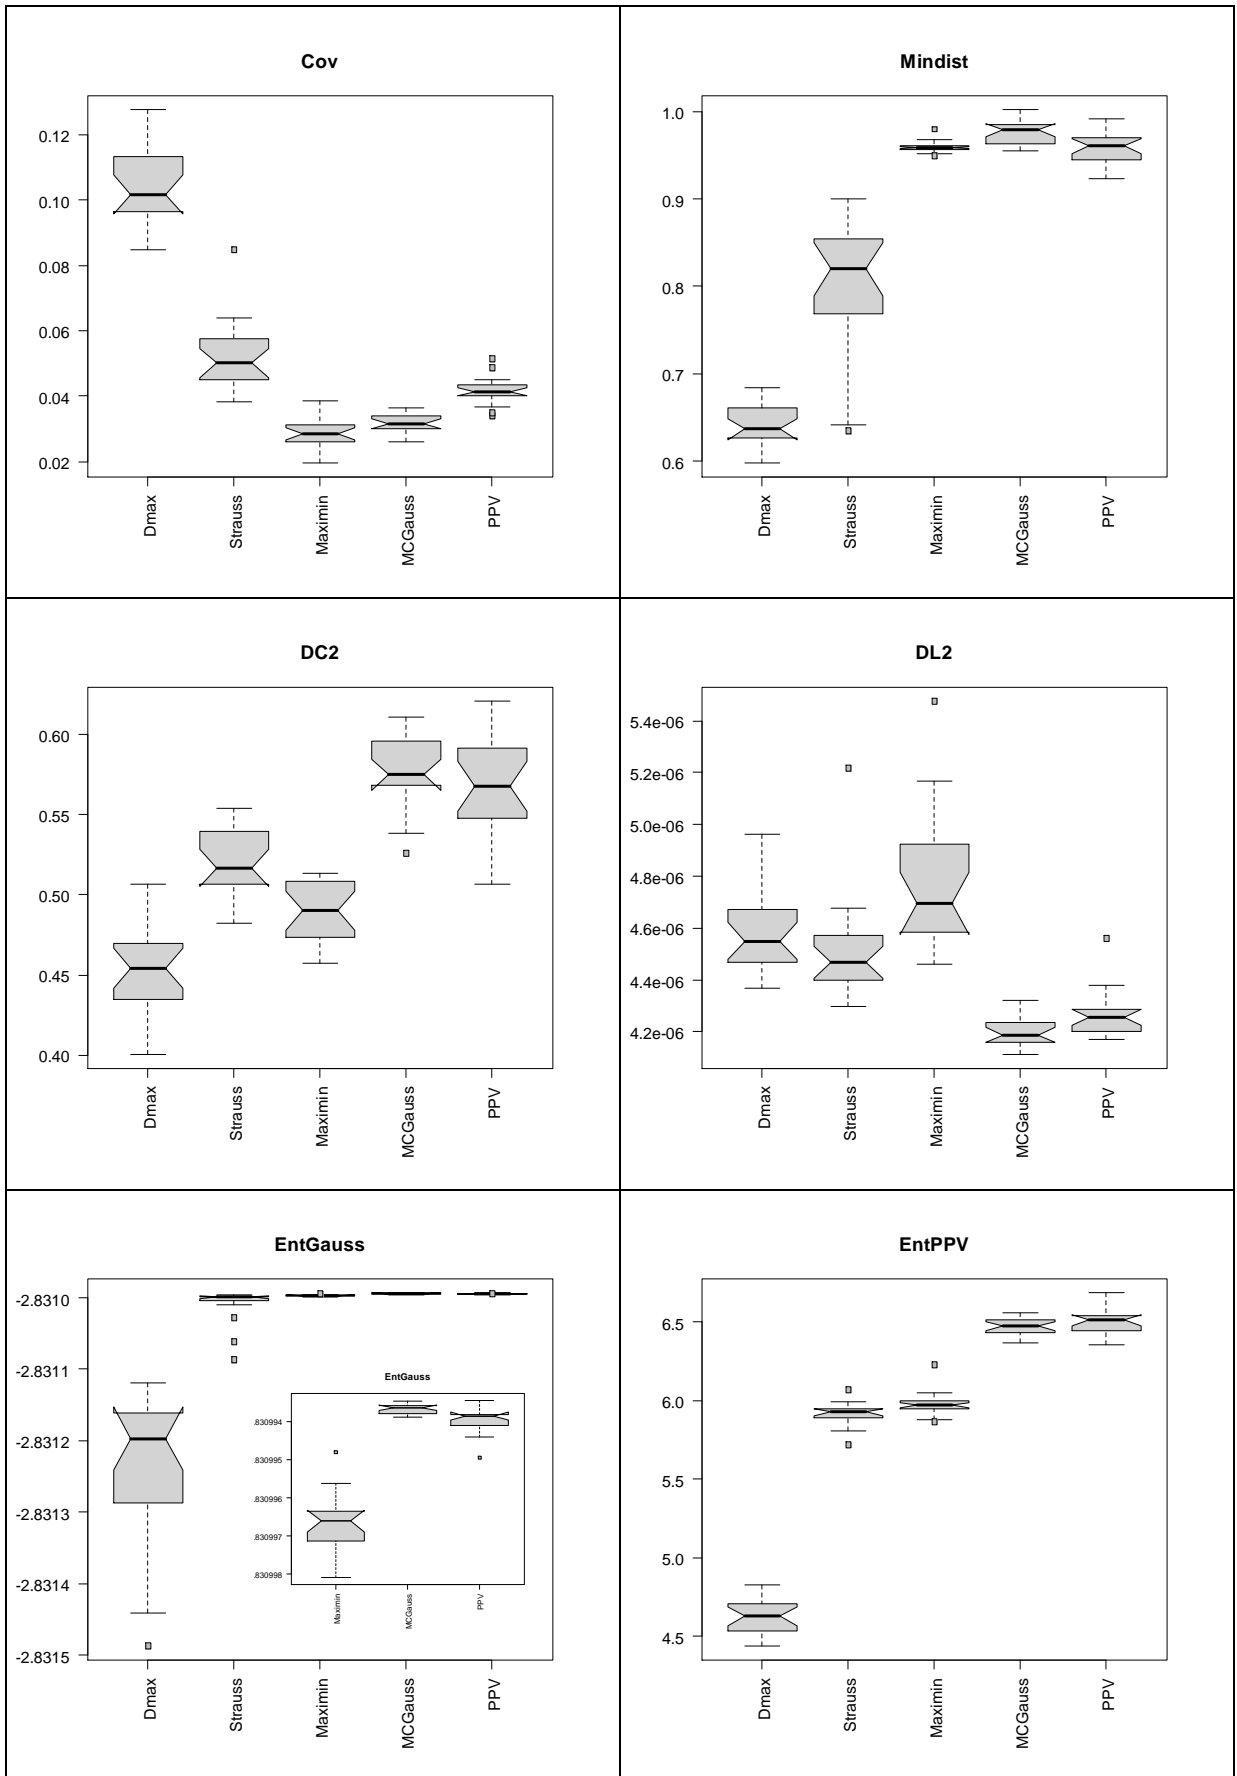 Cov
0.12
0.10
0.08
0.06
0.04
0.02
Dmax
Strauss
Maximin
MCGauss
PPV
Mindist
1.0
0.9
0.8
0.7
0.6
Dmax
Strauss
Maximin
MCGauss
PPV
DC2
0.60
0.55
0.50
0.45
0.40
Dmax
Strauss
Maximin
MCGauss
PPV
DL2
5.4e-06
5.2e-06
5.0e-06
4.8e-06
4.6e-06
4.4e-06
4.2e-06
Dmax
Strauss
Maximin
MCGauss
PPV
EntGauss
-2.8310
-2.8311
-2.8312
-2.8313
-2.8314
-2.8315
EntGauss
.830994
.830995
.830996
.830997
.830998
Maximin
MCGauss
PPV
Dmax
Strauss
Maximin
MCGauss
PPV
EntPPV
6.5
6.0
5.5
5.0
4.5
Dmax
Strauss
Maximin
MCGauss
PPV